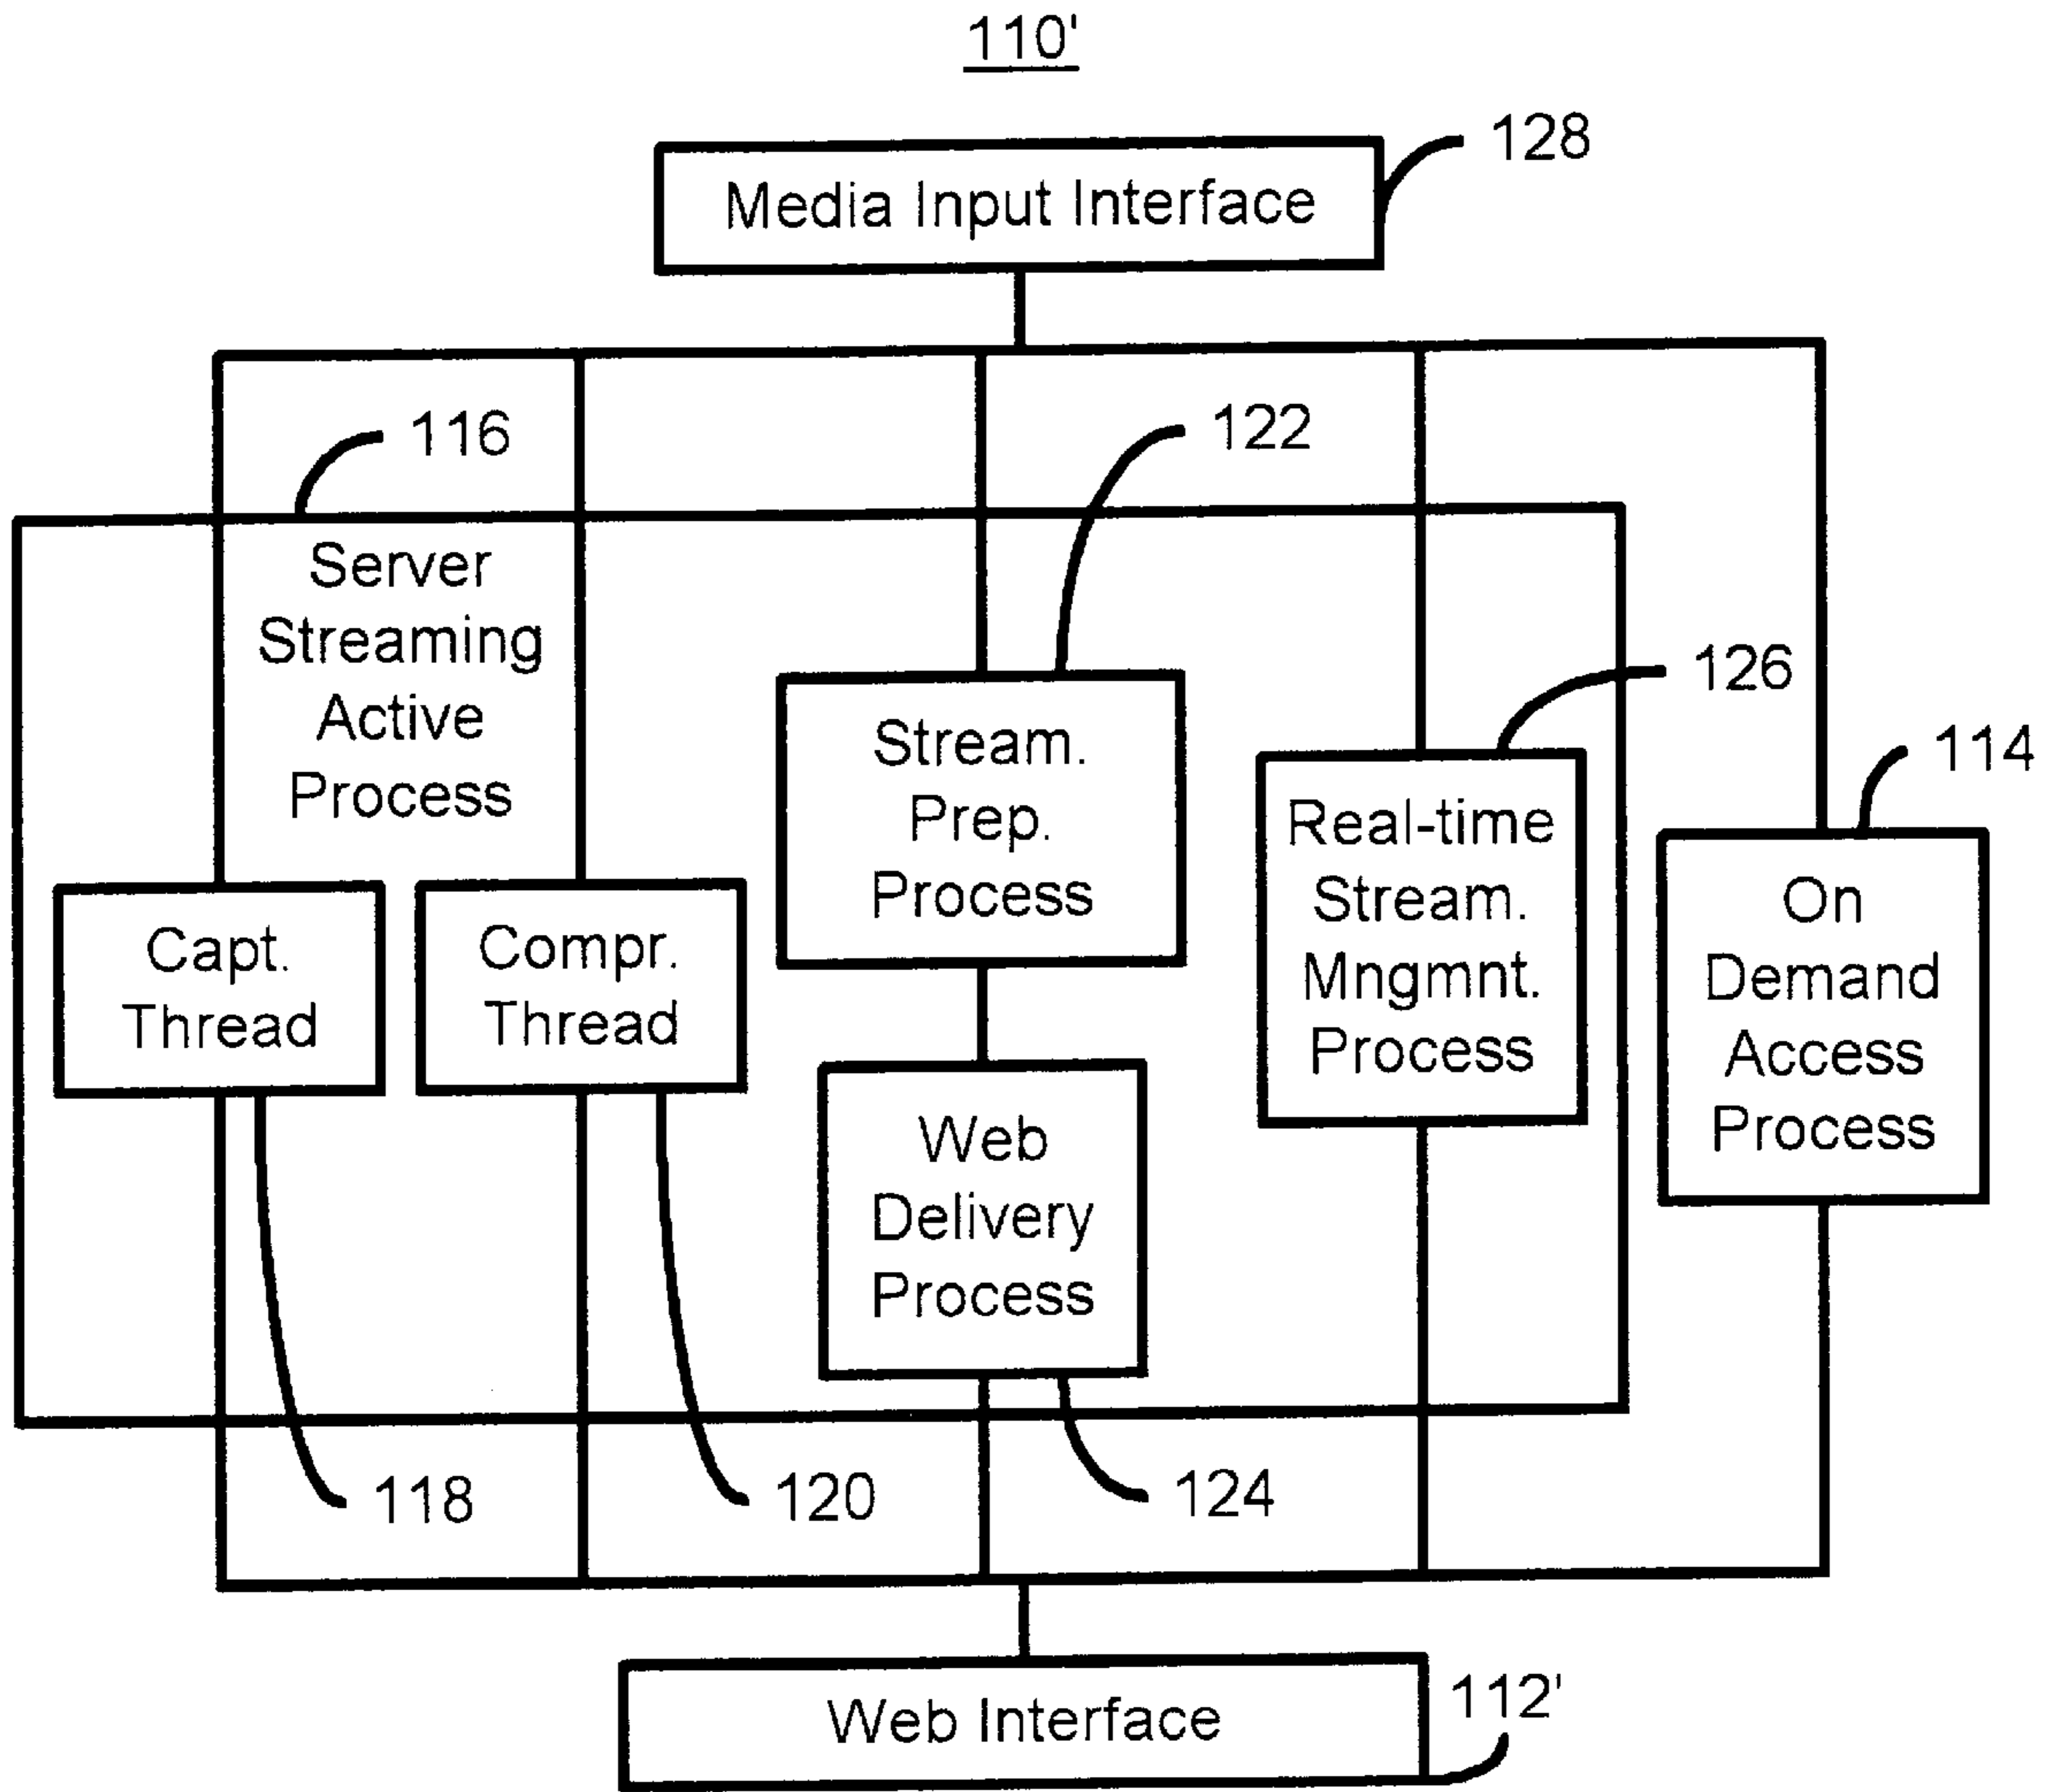 110'
128
Media Input Interface
116
122
Server
Streaming
Active
Process
126
114
Stream.
Prep.
Process
Real-time
Stream.
Mngmnt.
Process
On
Demand
Access
Process
Capt.
Thread
Compr.
Thread
Web
Delivery
Process
118
120
124
112'
Web Interface